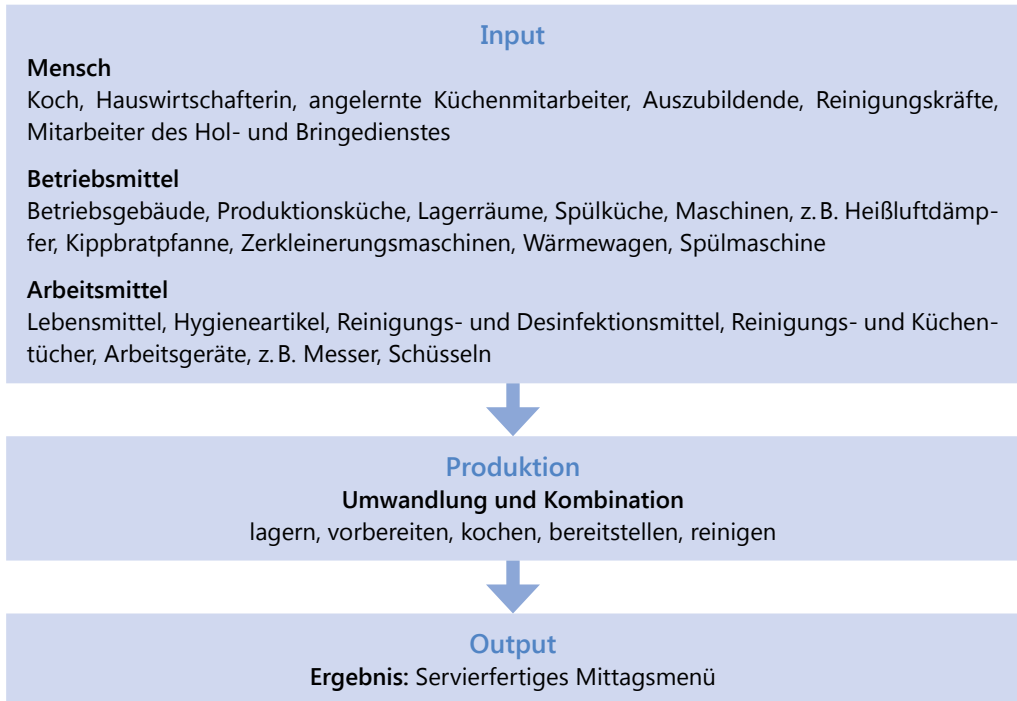 Input
Mensch
Koch, Hauswirtschafterin, angelernte Küchenmitarbeiter, Auszubildende, Reinigungskräfte,
Mitarbeiter des Hol- und Bringedienstes
Betriebsmittel
Betriebsgebäude, Produktionsküche, Lagerräume, Spülküche, Maschinen, z. B. Heißluftdämp-
fer, Kippbratpfanne, Zerkleinerungsmaschinen, Wärmewagen, Spülmaschine
Arbeitsmittel
Lebensmittel, Hygieneartikel, Reinigungs- und Desinfektionsmittel, Reinigungs- und Küchen-
tücher, Arbeitsgeräte, z. B. Messer, Schüsseln
Produktion
Umwandlung und Kombination
lagern, vorbereiten, kochen, bereitstellen, reinigen
Output
Ergebnis: Servierfertiges Mittagsmenü